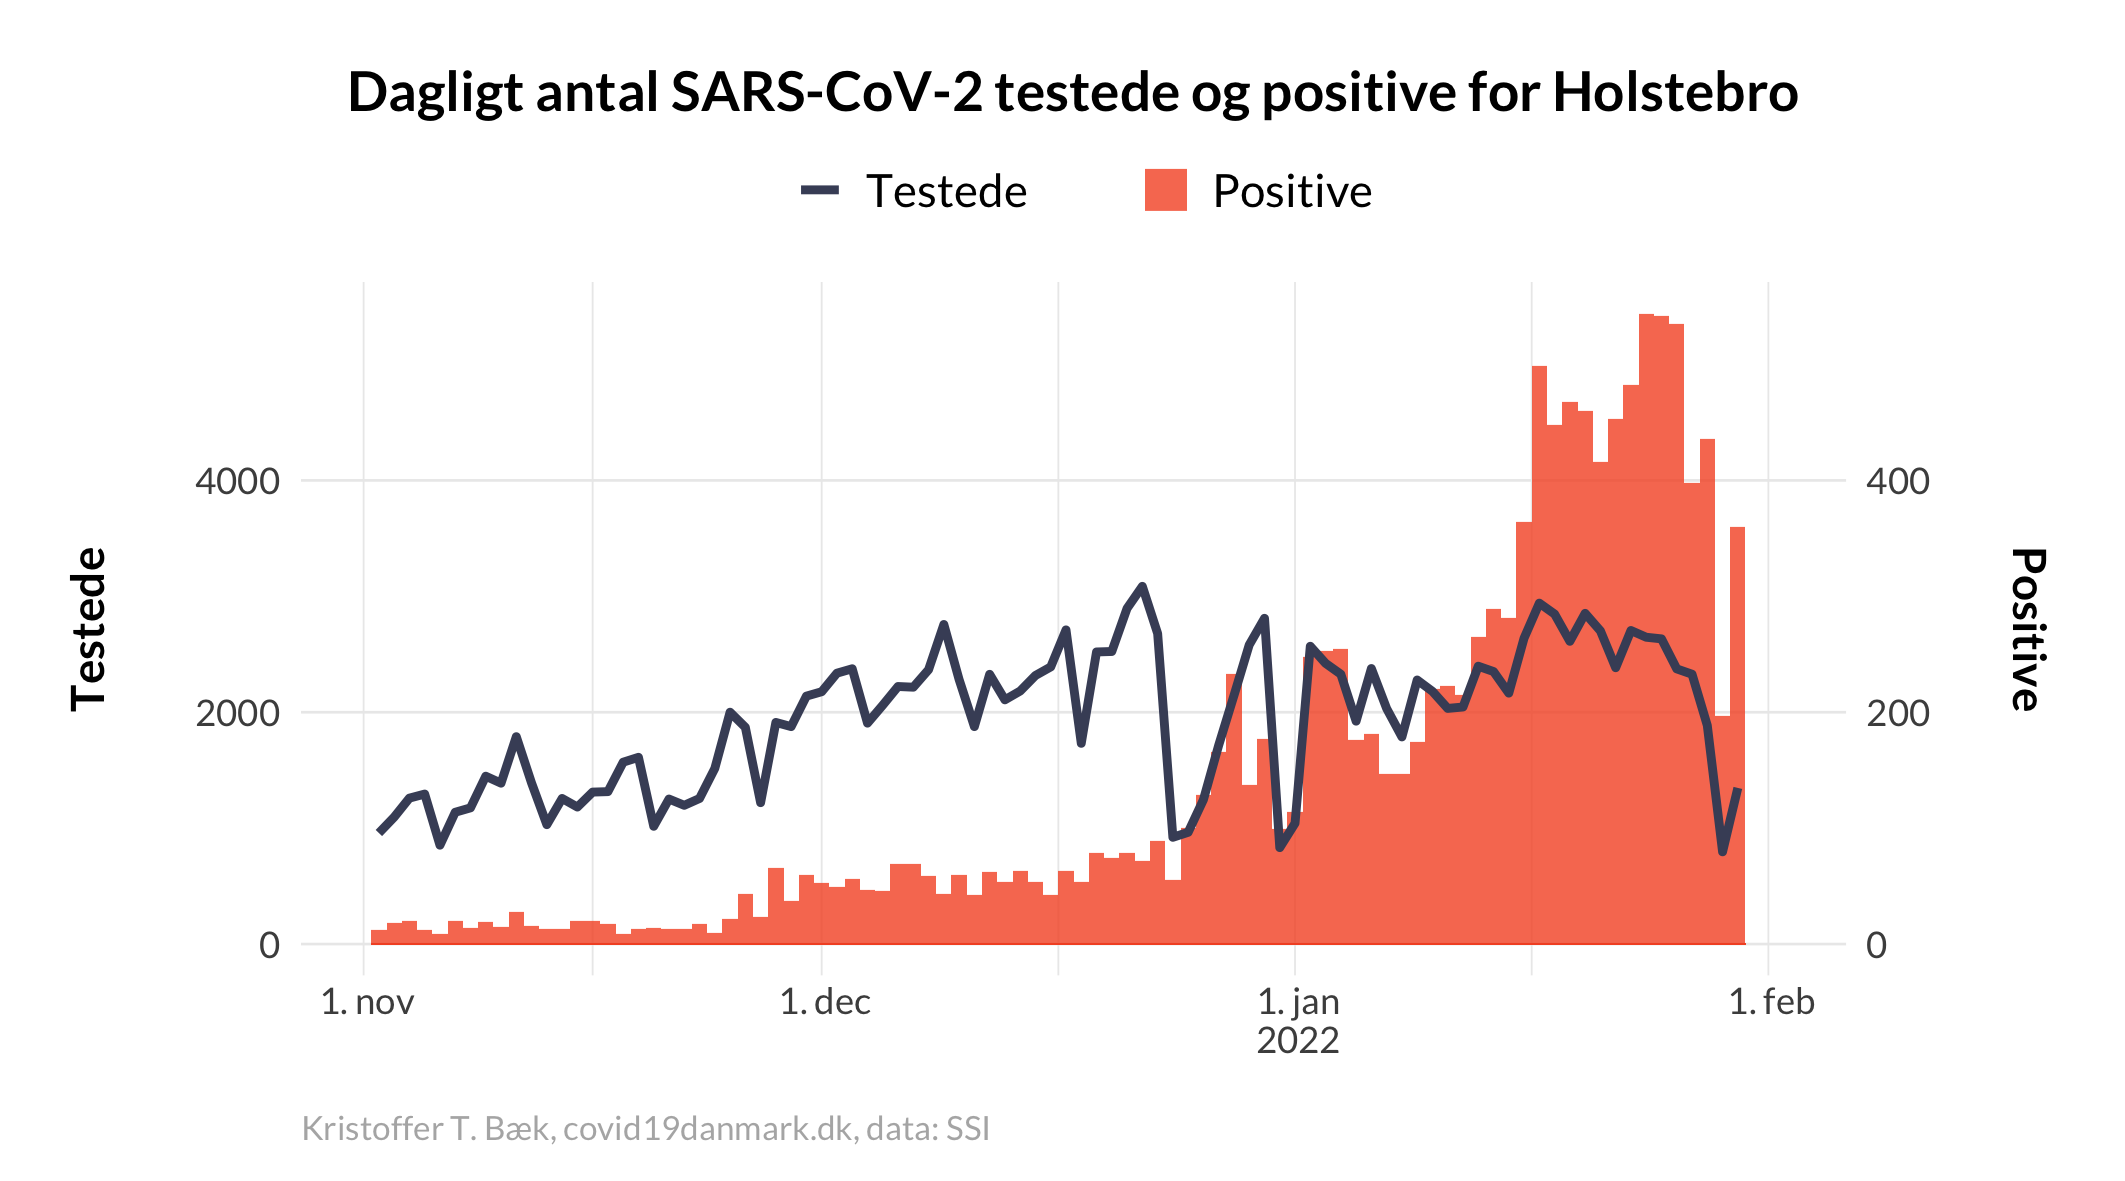 Dagligt antal SARS-CoV-2 testede og positive for Holstebro
Testede
Positive
4000
2000
0
400
200
0
Testede
Positive
1. nov
1. dec
1. jan
2022
1. feb
Kristoffer T. Bæk, covid19danmark.dk, data: SSI